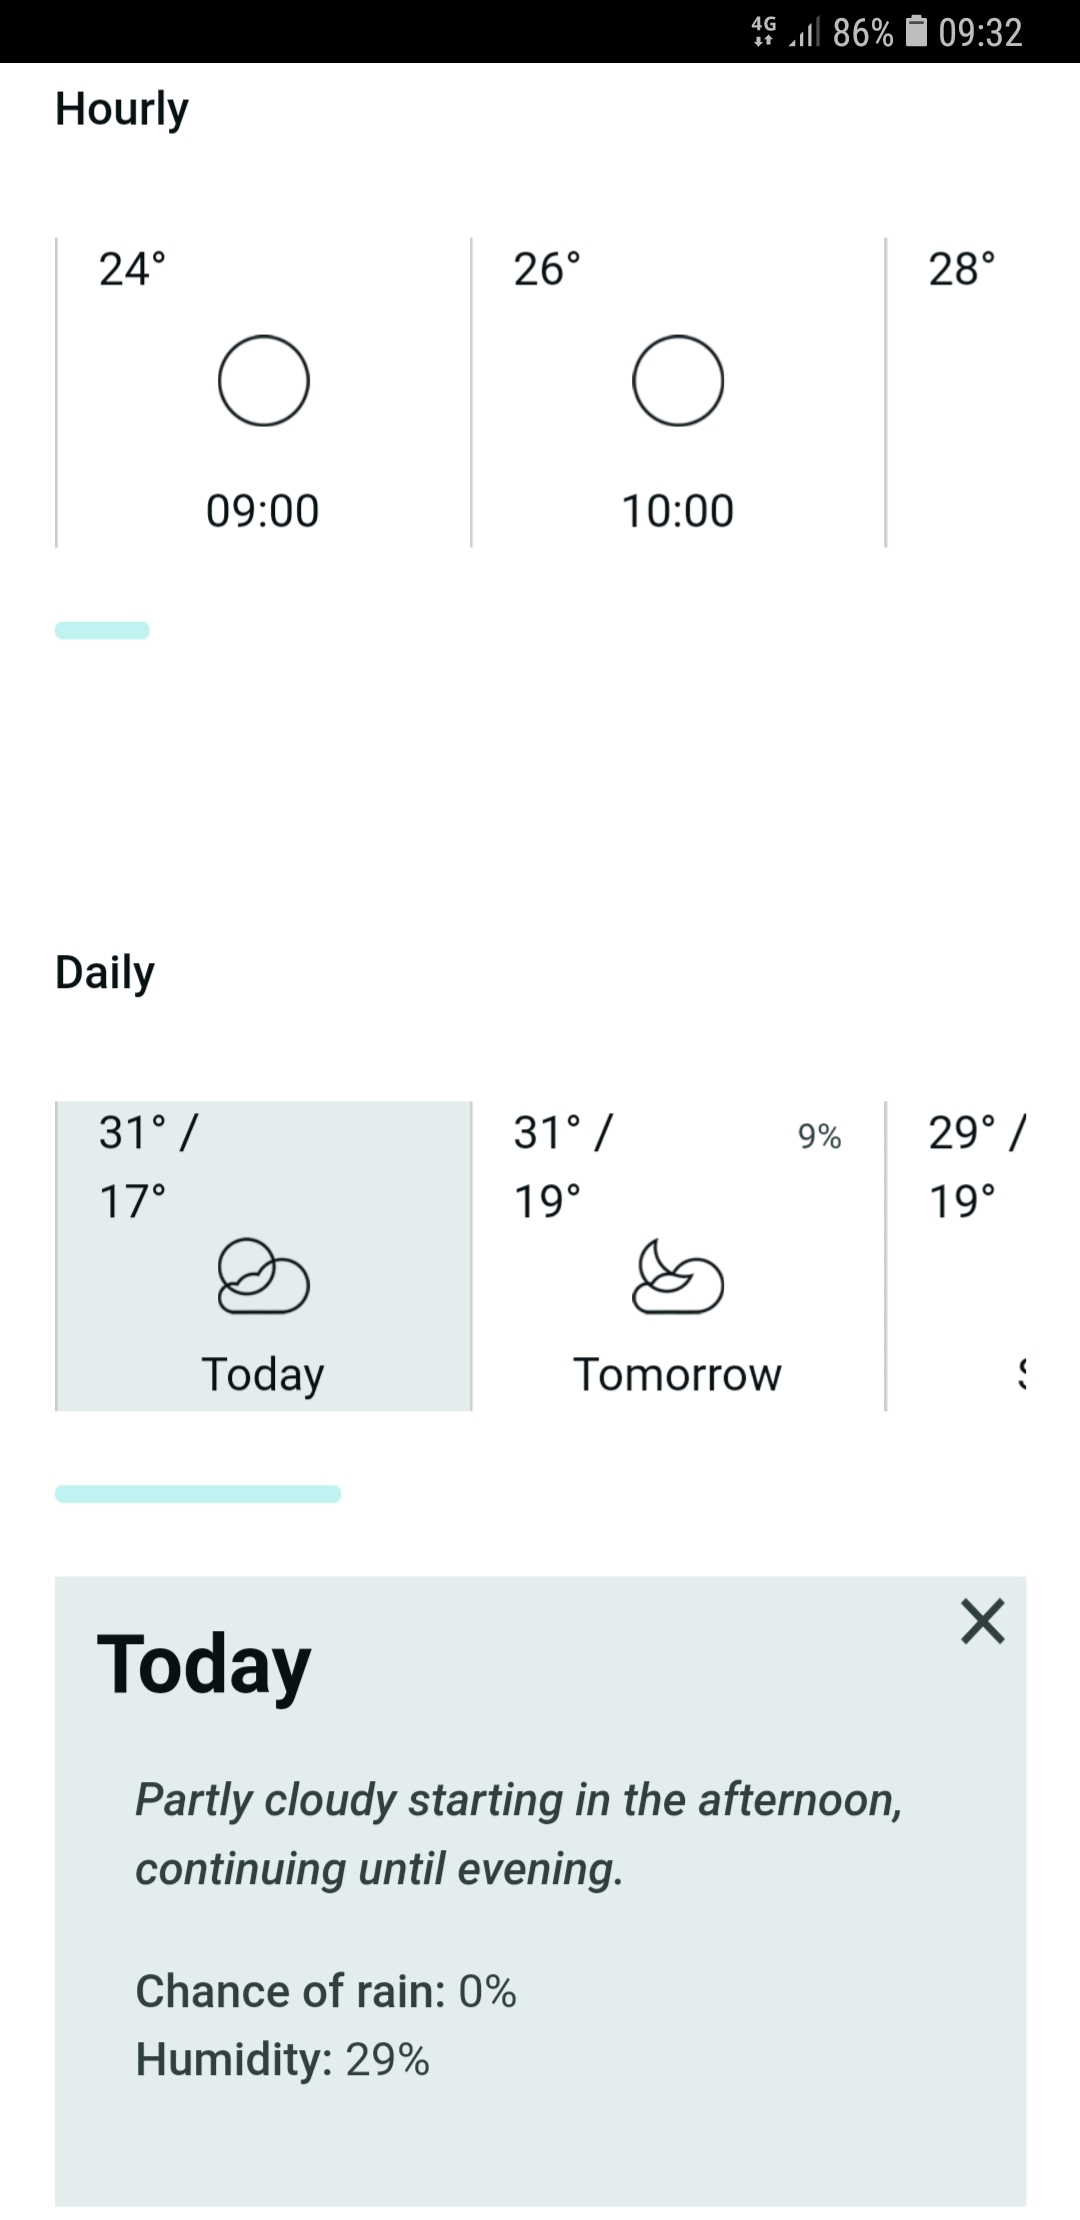 4G 86% 09:32
Hourly
24° 26° 28°
09:00 10:00
Daily
31° / 31° / 9% 29° /
17° 19° 19°
Today Tomorrow
Today
Partly cloudy starting in the afternoon,
continuing until evening.
Chance of rain: 0%
Humidity: 29%